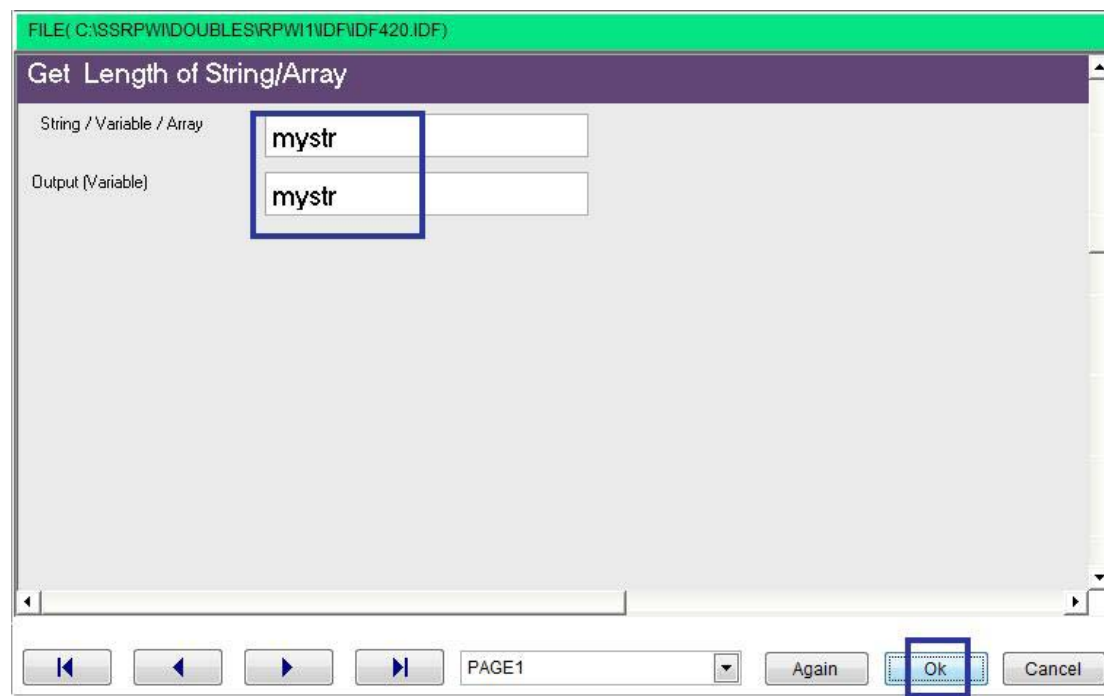 FILE( C:\SSRPWI\DOUBLES\RPWI1\IDF\IDF420.IDF)
Get Length of String/Array
String / Variable / Array
mystr
Output (Variable)
mystr
PAGE1
Again
Ok
Cancel